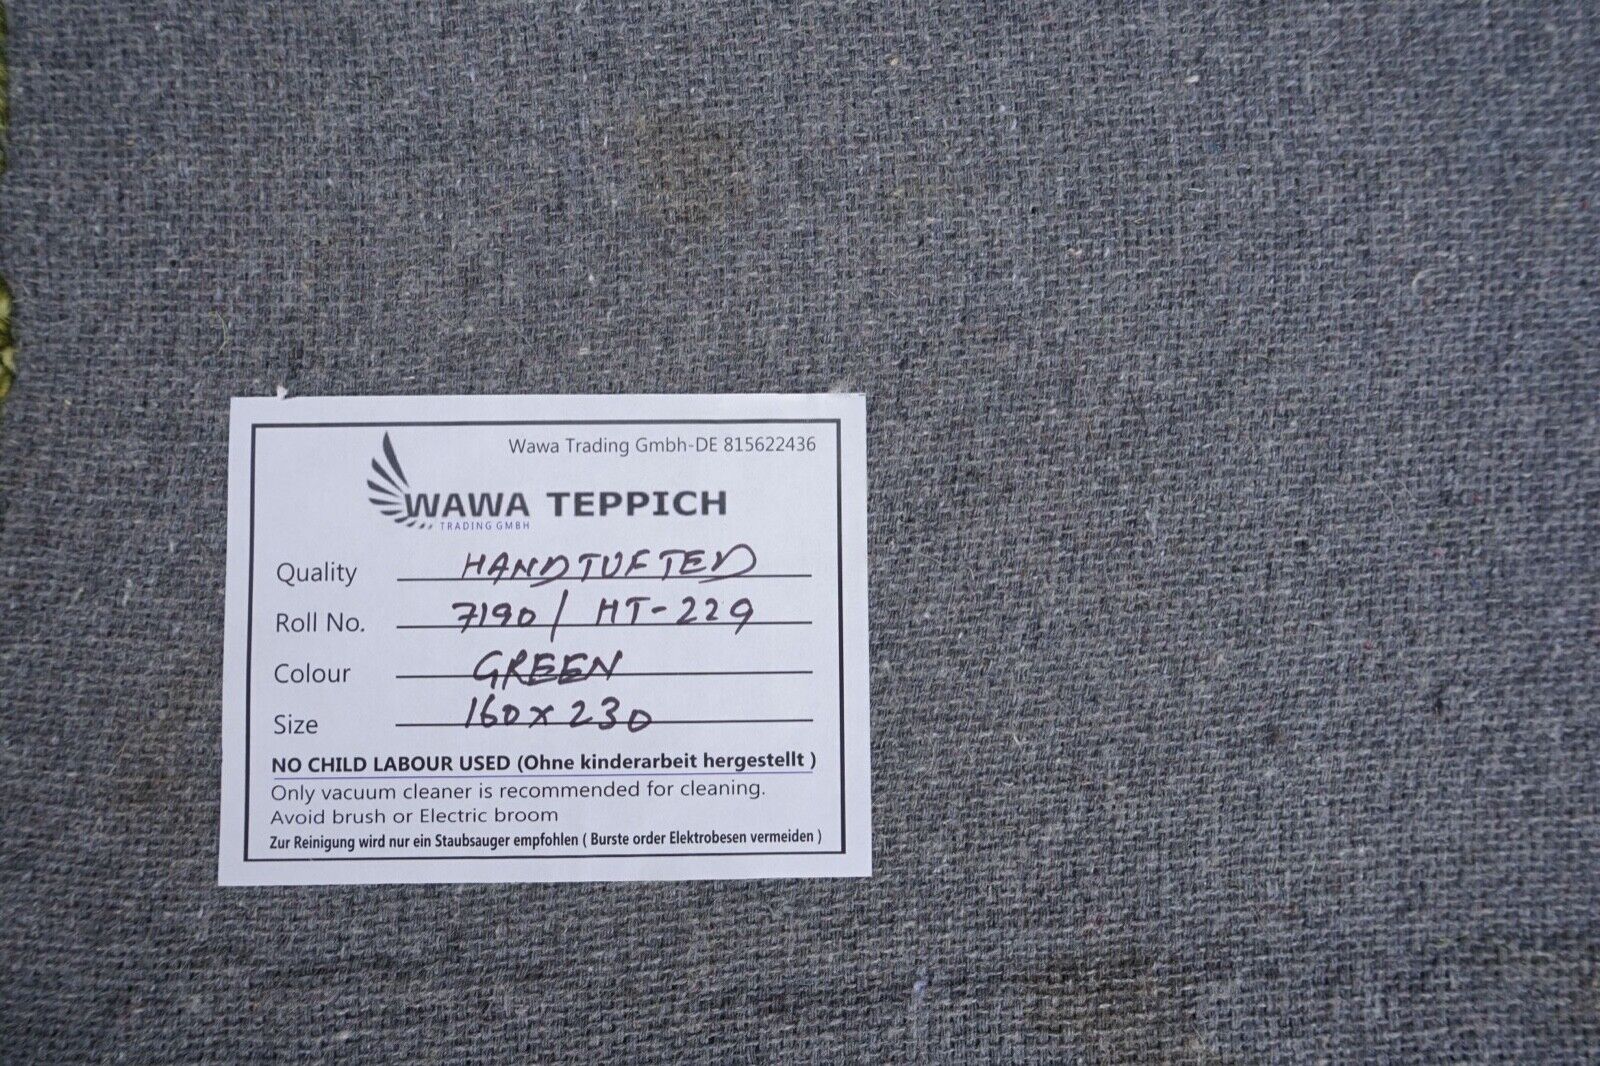 Wawa Trading Gmbh-DE 815622436
WAWA TEPPICH
TRADING GMBH
Quality HANDTUFTED
Roll No. 7190/ HT-229
Colour GREEN
Size 160x230
NO CHILD LABOUR USED (Ohne kinderarbeit hergestellt )
Only vacuum cleaner is recommended for cleaning.
Avoid brush or Electric broom
Zur Reinigung wird nur ein Staubsauger empfohlen ( Burste order Elektrobesen vermeiden )